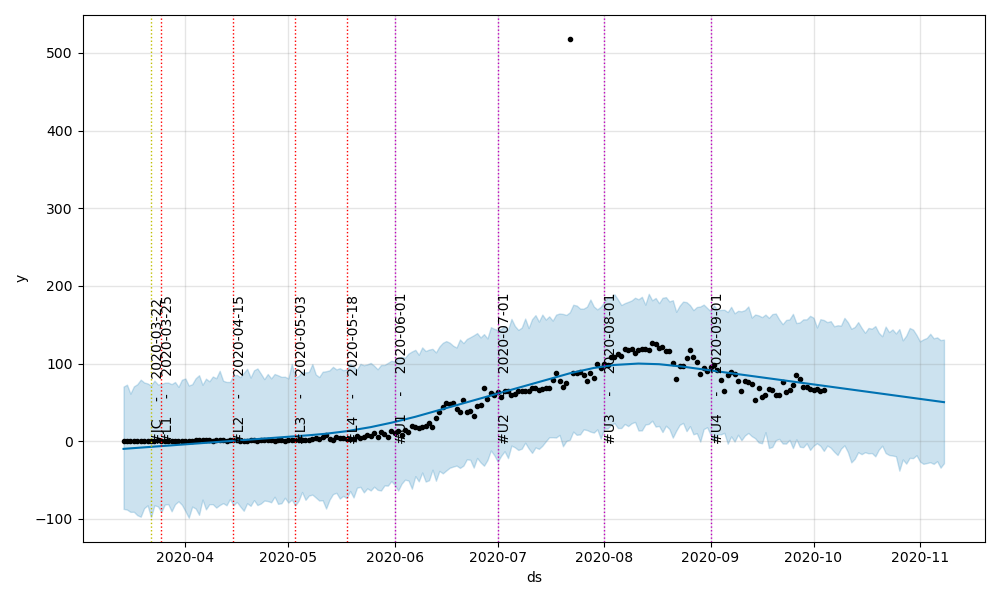 500
400
300
200
100
0
−100
y
#JC - 2020-03-22
#L1 - 2020-03-25
#L2 - 2020-04-15
#L3 - 2020-05-03
#L4 - 2020-05-18
#U1 - 2020-06-01
#U2 - 2020-07-01
#U3 - 2020-08-01
#U4 - 2020-09-01
2020-04 2020-05 2020-06 2020-07 2020-08 2020-09 2020-10 2020-11
ds